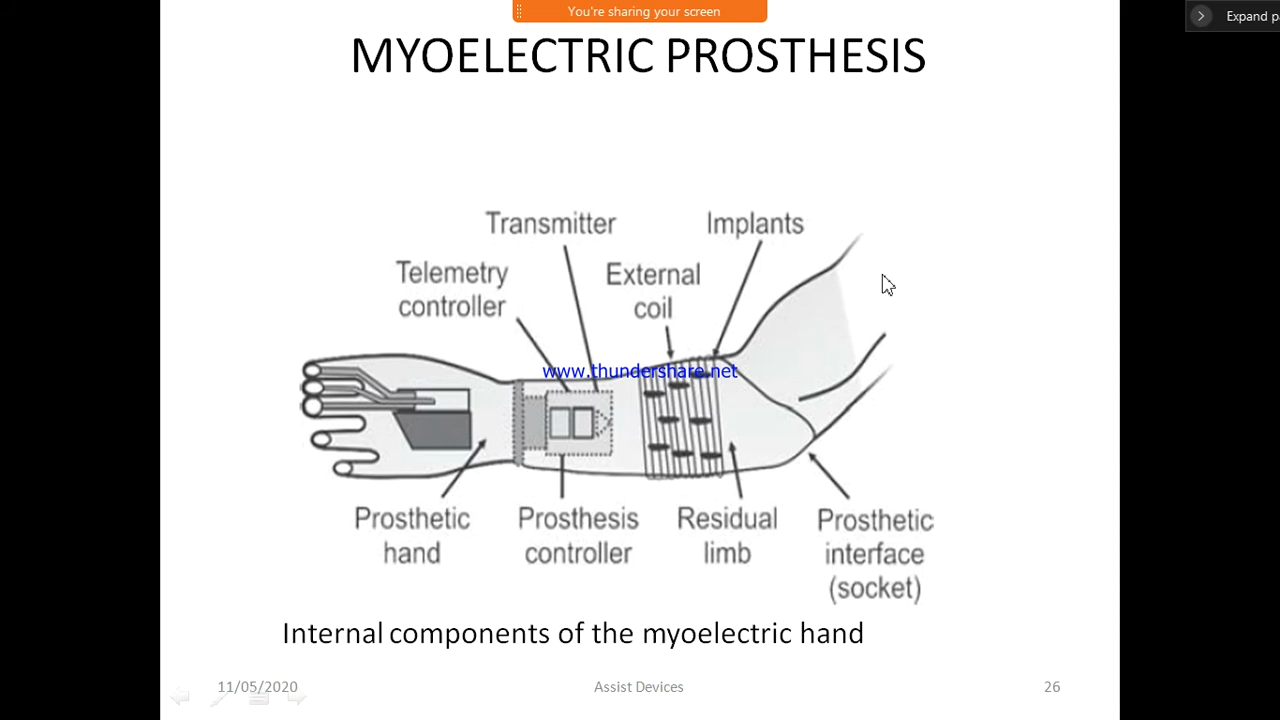 You're sharing your screen
Expand p
MYOELECTRIC PROSTHESIS
Transmitter
Implants
Telemetry
controller
External
coil
www.thundershare.net
Prosthetic
hand
Prosthesis
controller
Residual
limb
Prosthetic
interface
(socket)
Internal components of the myoelectric hand
11/05/2020
Assist Devices
26